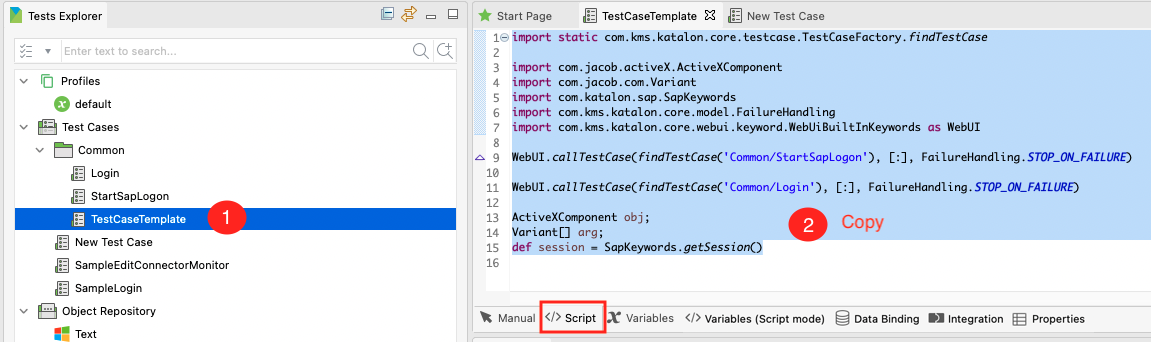 Tests Explorer
Enter text to search...
Profiles
default
Test Cases
Common
Login
StartSapLogon
TestCaseTemplate 1
New Test Case
SampleEditConnectorMonitor
SampleLogin
Object Repository
Text
Start Page TestCaseTemplate New Test Case
1 import static com.kms.katalon.core.testcase.TestCaseFactory.findTestCase
2
3 import com.jacob.activeX.ActiveXComponent
4 import com.jacob.com.Variant
5 import com.katalon.sap.SapKeywords
6 import com.kms.katalon.core.model.FailureHandling
7 import com.kms.katalon.core.webui.keyword.WebUiBuiltInKeywords as WebUI
8
9 WebUI.callTestCase(findTestCase('Common/StartSapLogon'), [:], FailureHandling.STOP_ON_FAILURE)
10
11 WebUI.callTestCase(findTestCase('Common/Login'), [:], FailureHandling.STOP_ON_FAILURE)
12
13 ActiveXComponent obj;
14 Variant[] arg;
15 def session = SapKeywords.getSession()
16
2 Copy
Manual </> Script Variables </> Variables (Script mode) Data Binding Integration Properties